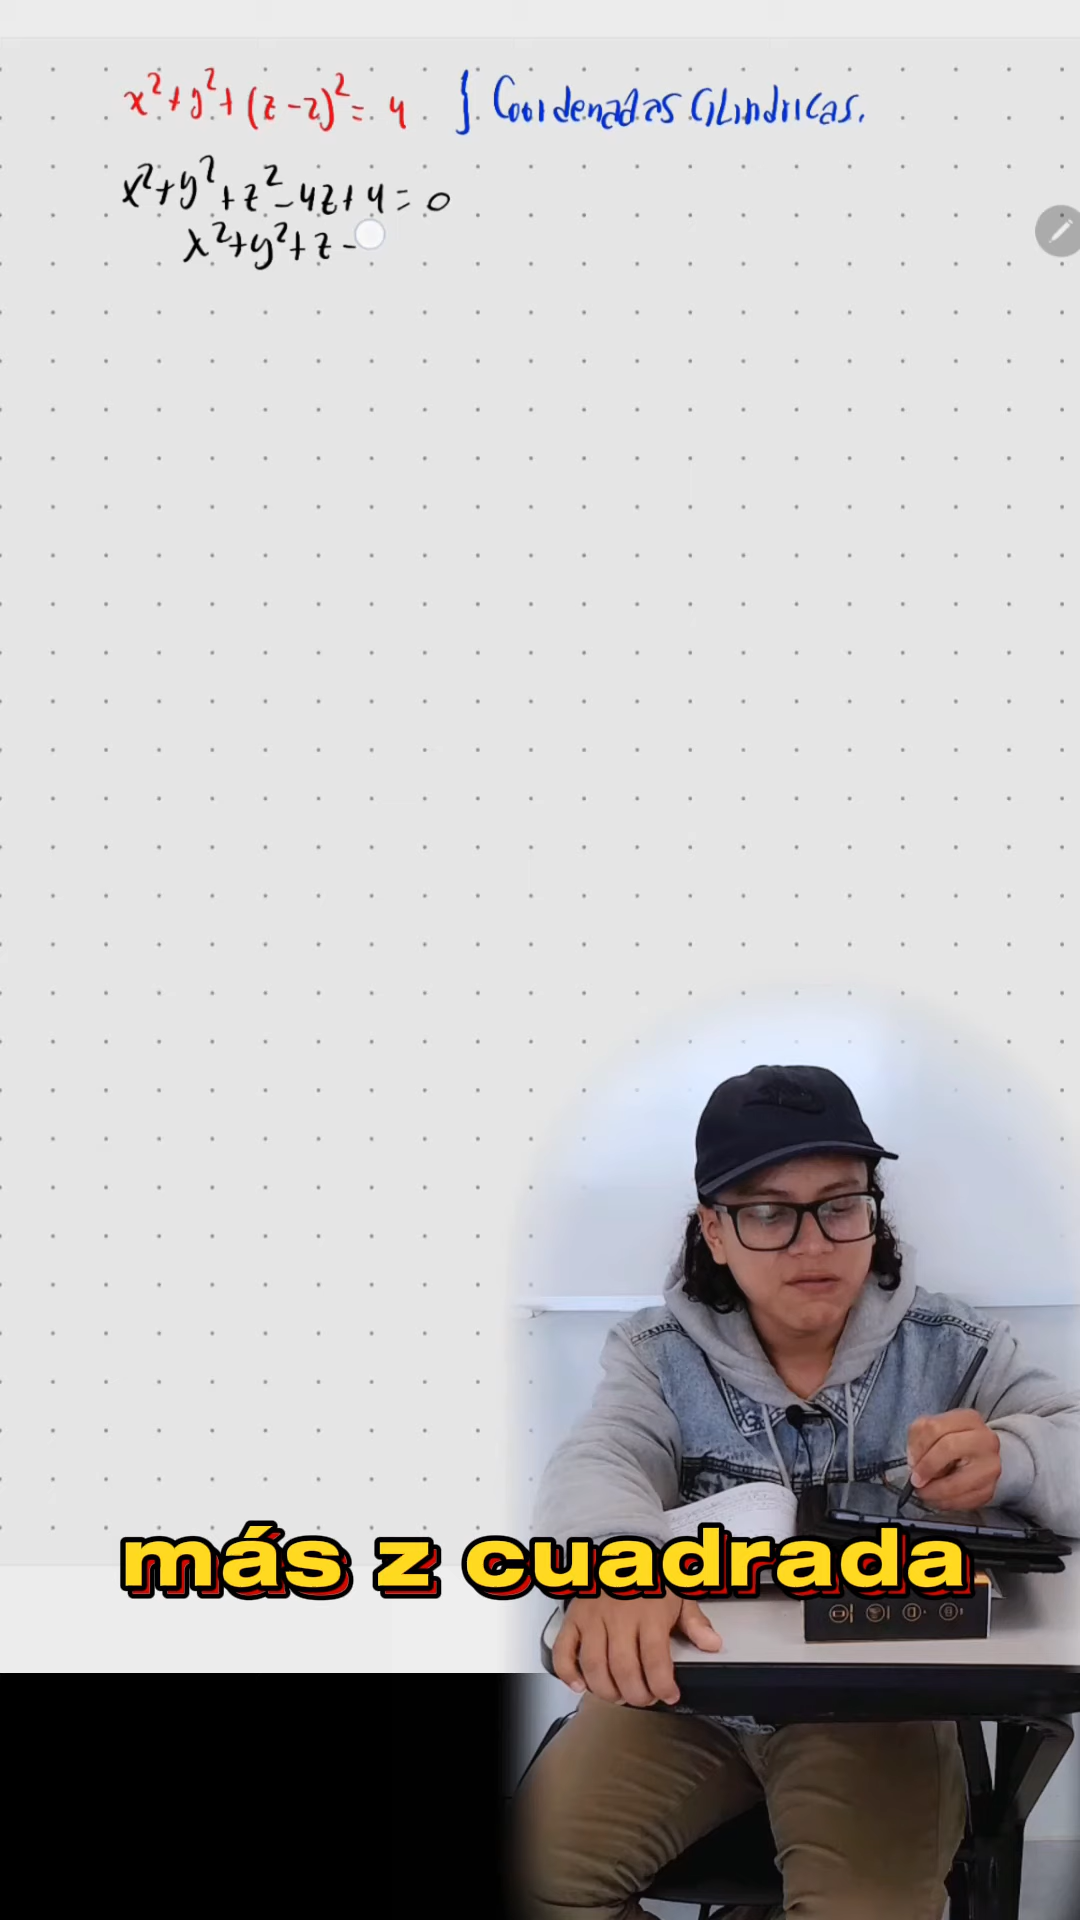 x²+y²+(z-2)²=4 ∫ Coordenadas Cilindricas.
x²+y²+z²-4z+4=0
x²+y²+z-
más z cuadrada